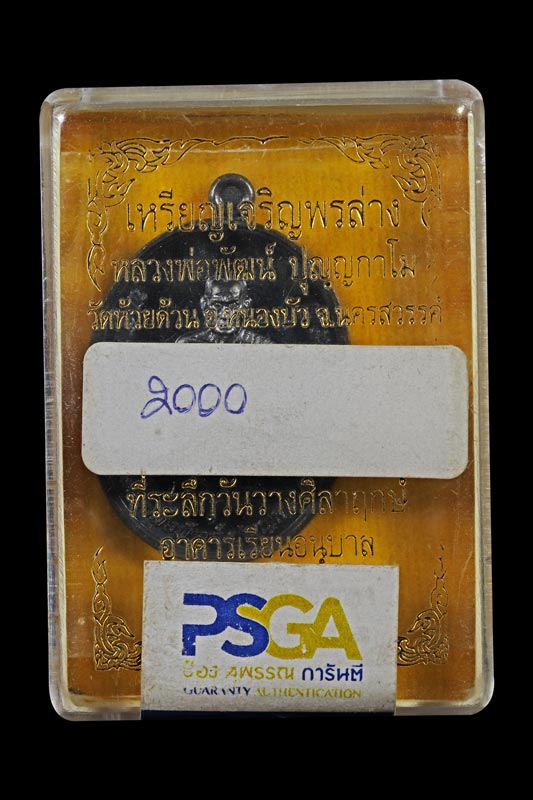 เหรียญเจริญพรล่าง
หลวงพ่อพัฒน์ ปุญญกาโม
วัดห้วยด้วน อ.หนองบัว จ.นครสวรรค์
2000
ที่ระลึกวันวางศิลาฤกษ์
อาคารเรียนอนุบาล
PSGA
ป๋อง สุพรรณ การันตี
GUARANTY AUTHENTICATION